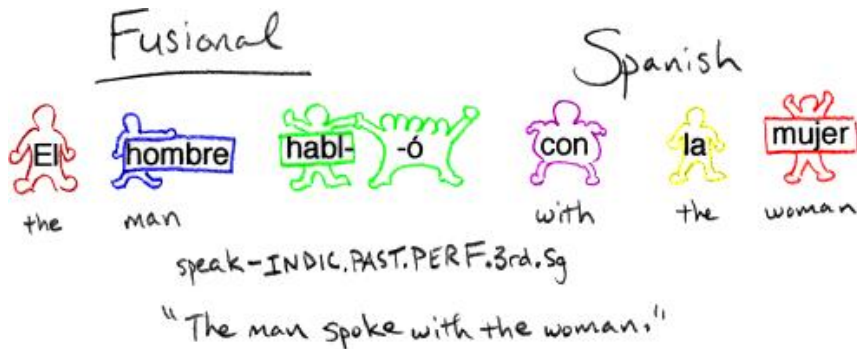 Fusional Spanish
El hombre habl- -ó con la mujer
the man with the woman
speak-INDIC.PAST.PERF.3rd.Sg
"The man spoke with the woman."